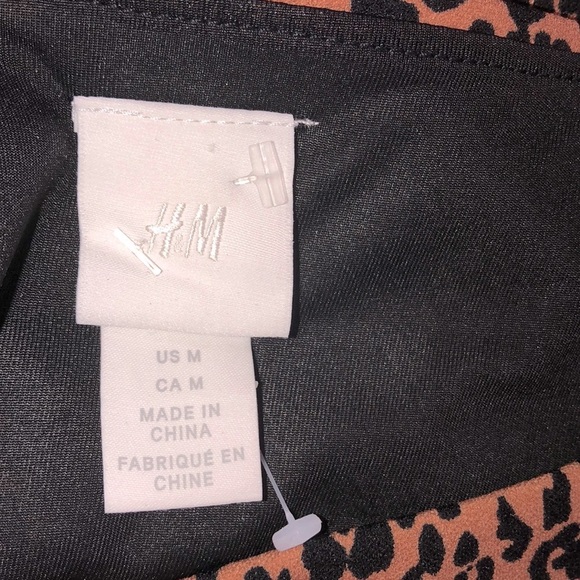 H&M
US M
CA M
MADE IN
CHINA
FABRIQUÉ EN
CHINE